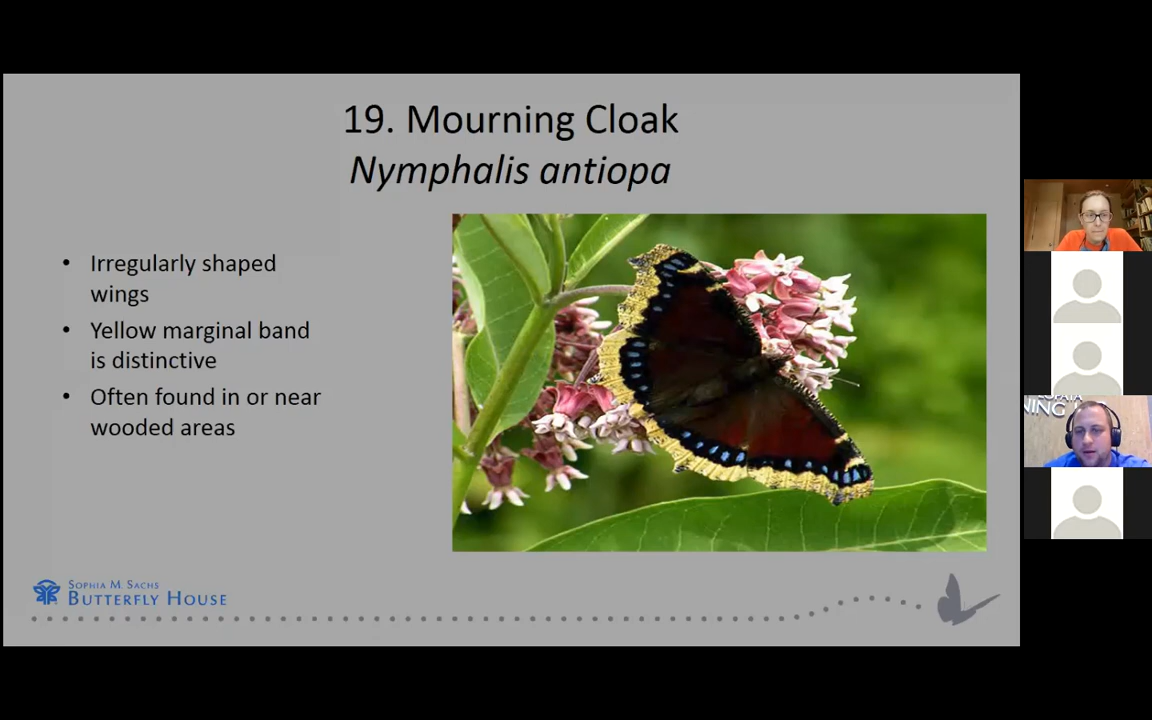 19. Mourning Cloak
Nymphalis antiopa
• Irregularly shaped
wings
• Yellow marginal band
is distinctive
• Often found in or near
wooded areas
SOPHIA M. SACHS
BUTTERFLY HOUSE